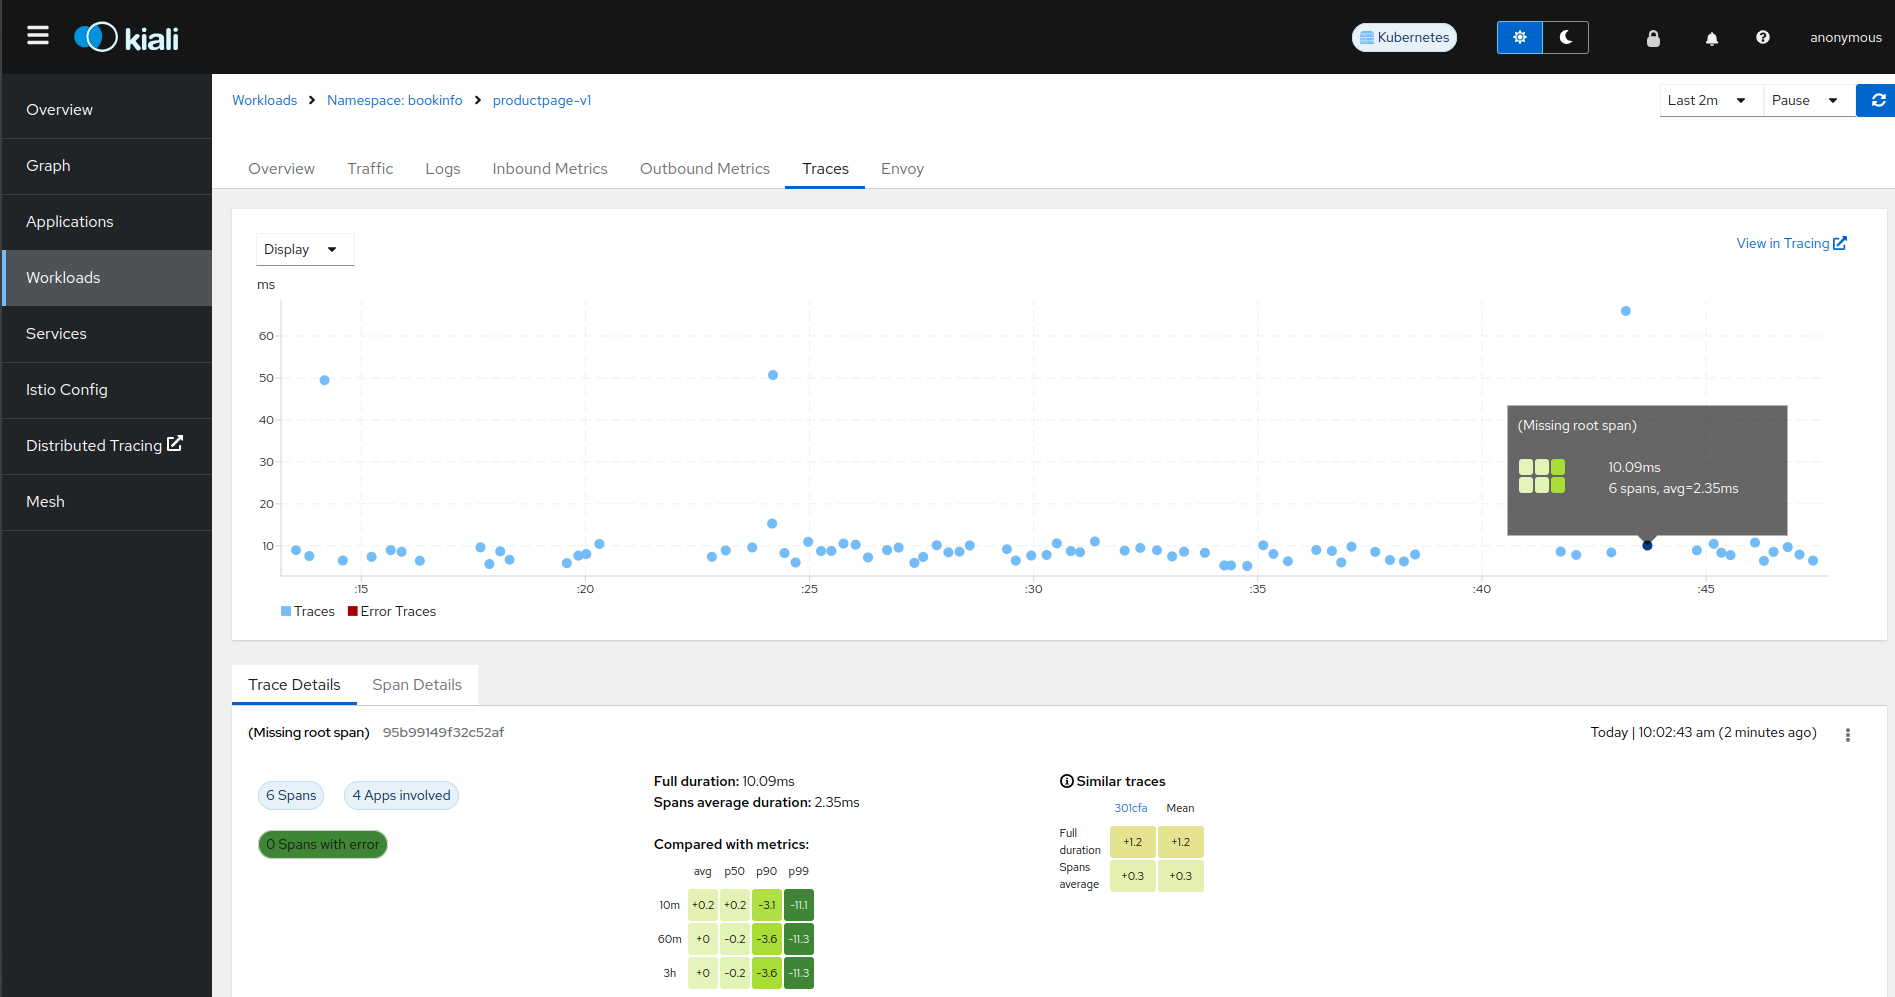 kiali
Kubernetes
anonymous
Overview
Graph
Applications
Workloads
Services
Istio Config
Distributed Tracing
Mesh
Workloads > Namespace: bookinfo > productpage-v1
Last 2m
Pause
Overview Traffic Logs Inbound Metrics Outbound Metrics Traces Envoy
Display
View in Tracing
ms
60
50
40
30
20
10
:15 :20 :25 :30 :35 :40 :45
Traces Error Traces
(Missing root span)
10.09ms
6 spans, avg=2.35ms
Trace Details Span Details
(Missing root span) 95b99149f32c52af
Today | 10:02:43 am (2 minutes ago)
6 Spans 4 Apps involved
0 Spans with error
Full duration: 10.09ms
Spans average duration: 2.35ms
Compared with metrics:
avg p50 p90 p99
10m +0.2 +0.2 -3.1 -11.1
60m +0 -0.2 -3.6 -11.3
3h +0 -0.2 -3.6 -11.3
Similar traces
301cfa Mean
Full duration +1.2 +1.2
Spans average +0.3 +0.3